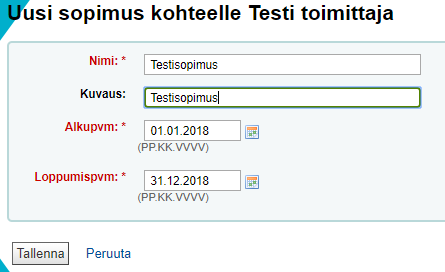 Uusi sopimus kohteelle Testi toimittaja
Nimi: * Testisopimus
Kuvaus: Testisopimus
Alkupvm: * 01.01.2018
(PP.KK.VVVV)
Loppumispvm: * 31.12.2018
(PP.KK.VVVV)
Tallenna Peruuta